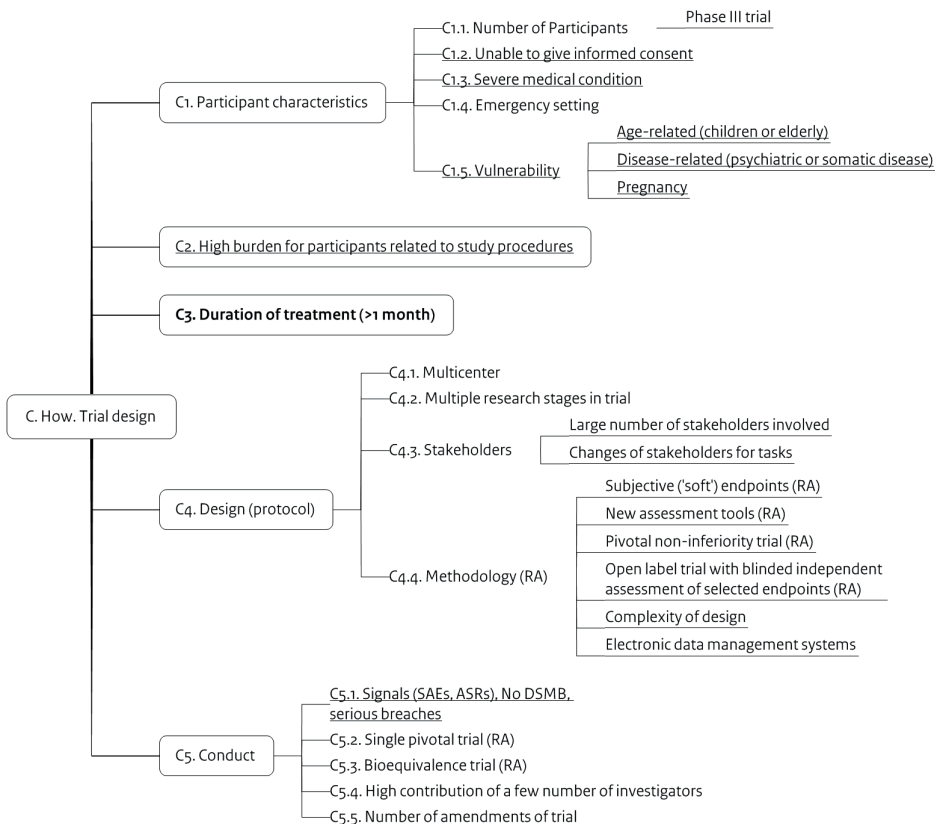 C1.1. Number of Participants
Phase III trial
C1.2. Unable to give informed consent
C1.3. Severe medical condition
C1. Participant characteristics
C1.4. Emergency setting
Age-related (children or elderly)
C1.5. Vulnerability
Disease-related (psychiatric or somatic disease)
Pregnancy
C2. High burden for participants related to study procedures
C3. Duration of treatment (>1 month)
C. How. Trial design
C4.1. Multicenter
C4.2. Multiple research stages in trial
C4.3. Stakeholders
Large number of stakeholders involved
Changes of stakeholders for tasks
C4. Design (protocol)
C4.4. Methodology (RA)
Subjective ('soft') endpoints (RA)
New assessment tools (RA)
Pivotal non-inferiority trial (RA)
Open label trial with blinded independent
assessment of selected endpoints (RA)
Complexity of design
Electronic data management systems
C5.1. Signals (SAEs, ASRs), No DSMB,
serious breaches
C5.2. Single pivotal trial (RA)
C5. Conduct
C5.3. Bioequivalence trial (RA)
C5.4. High contribution of a few number of investigators
C5.5. Number of amendments of trial